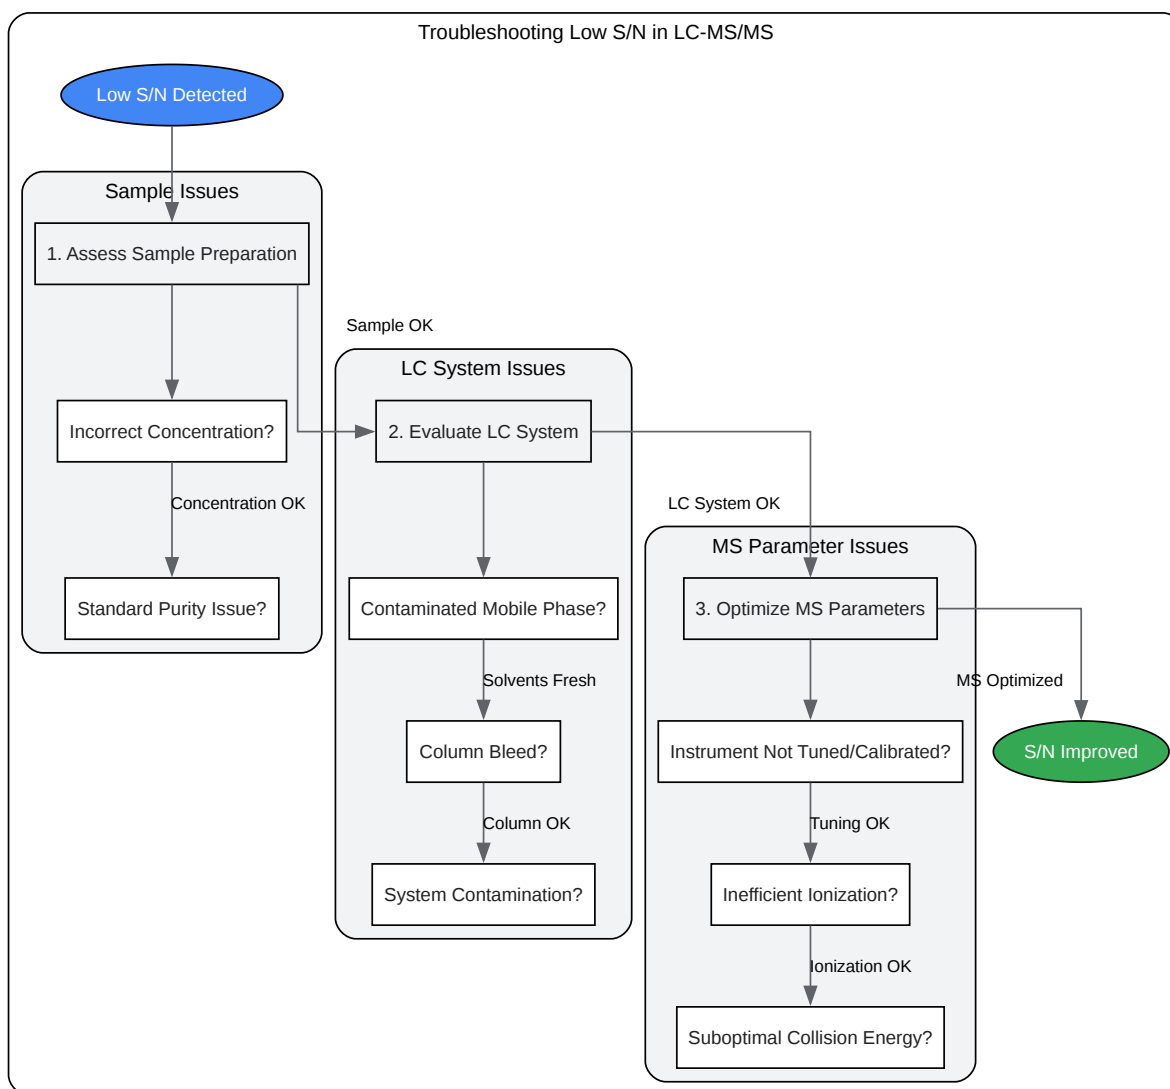 Troubleshooting Low S/N in LC-MS/MS
Low S/N Detected
Sample Issues
1. Assess Sample Preparation
Sample OK
LC System Issues
Incorrect Concentration?
2. Evaluate LC System
Concentration OK
LC System OK
MS Parameter Issues
Standard Purity Issue?
Contaminated Mobile Phase?
3. Optimize MS Parameters
Solvents Fresh
MS Optimized
Column Bleed?
Instrument Not Tuned/Calibrated?
S/N Improved
Column OK
Tuning OK
System Contamination?
Inefficient Ionization?
Ionization OK
Suboptimal Collision Energy?